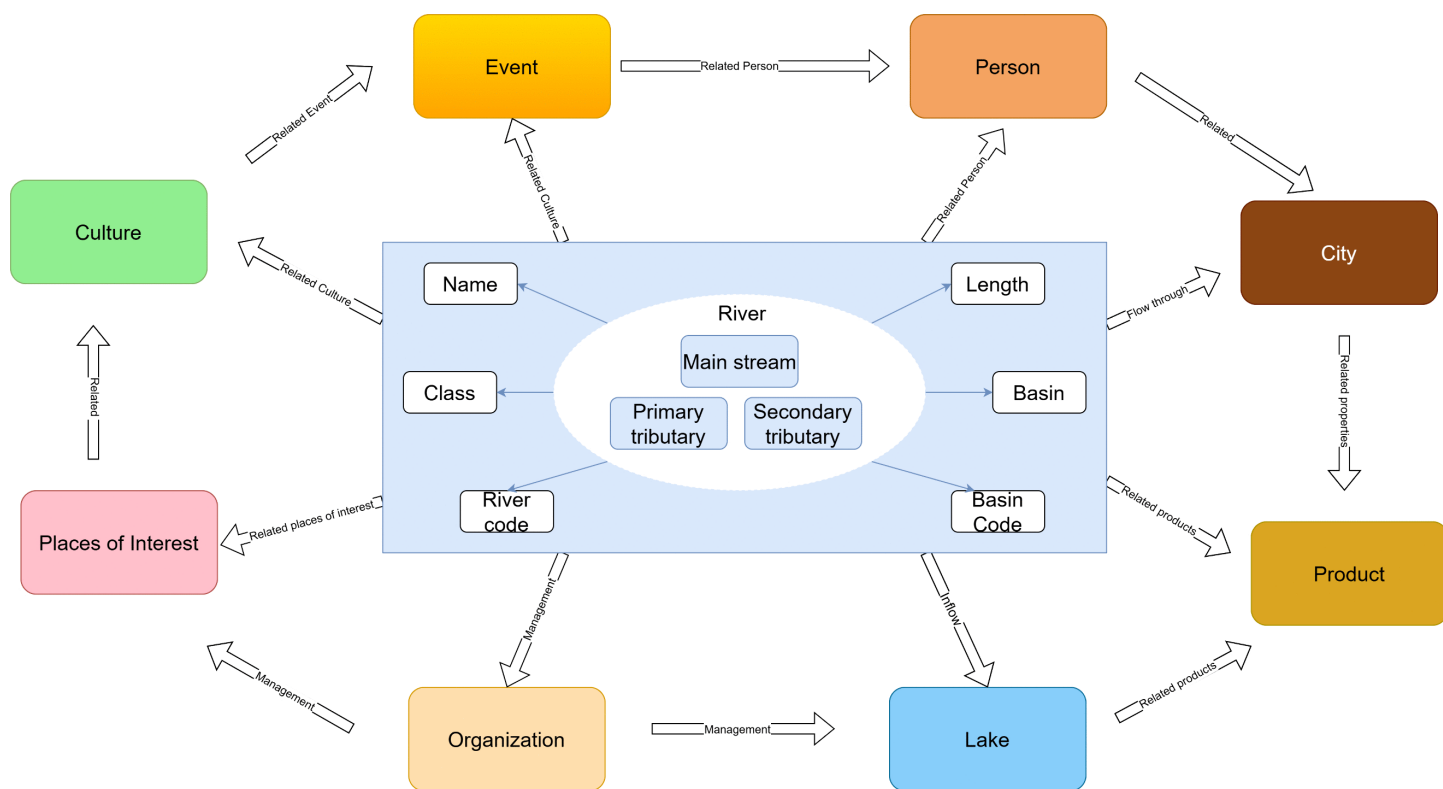 Event
Related Person
Person
Related Event
Related
Related Culture
Related Person
Culture
City
Related Culture
Name
Length
Flow through
River
Main stream
Class
Basin
Primary
tributary
Secondary
tributary
Related
Related properties
River
code
Basin
Code
Related places of interest
Related products
Places of Interest
Product
Management
Inflow
Management
Related products
Organization
Management
Lake